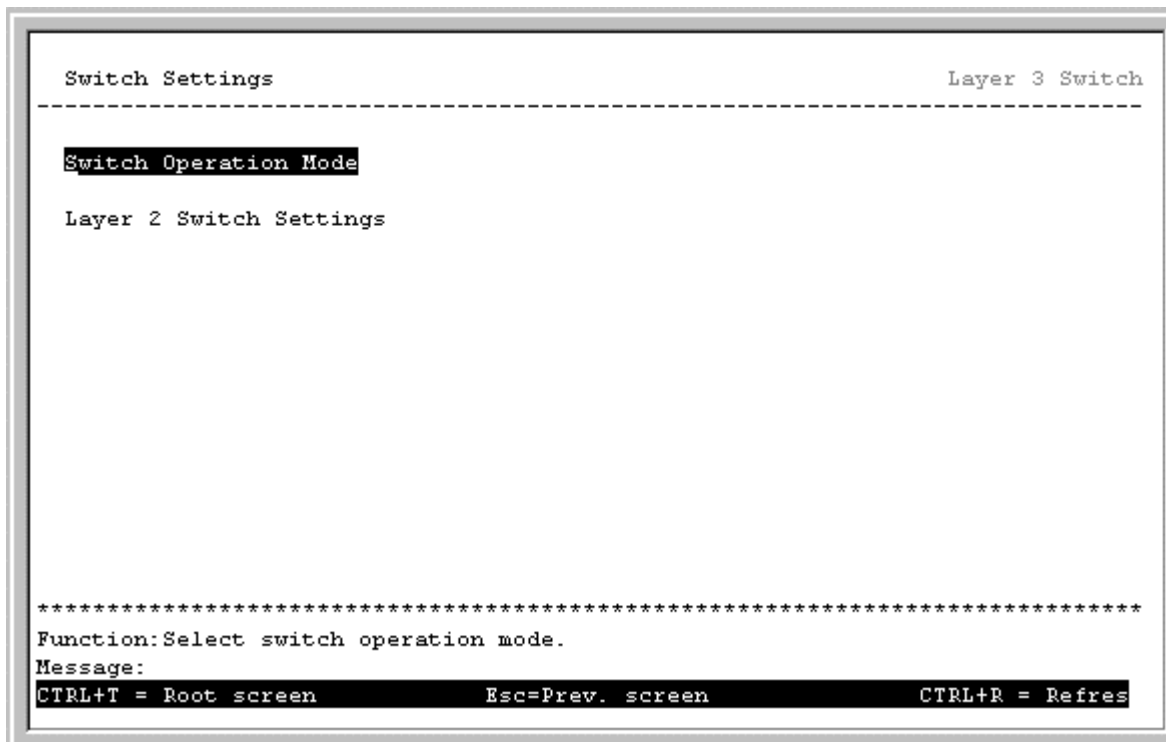 Switch Settings Layer 3 Switch
-------------------------------------------------------------------------------
Switch Operation Mode
Layer 2 Switch Settings
*******************************************************************************
Function:Select switch operation mode.
Message:
CTRL+T = Root screen Esc=Prev. screen CTRL+R = Refres